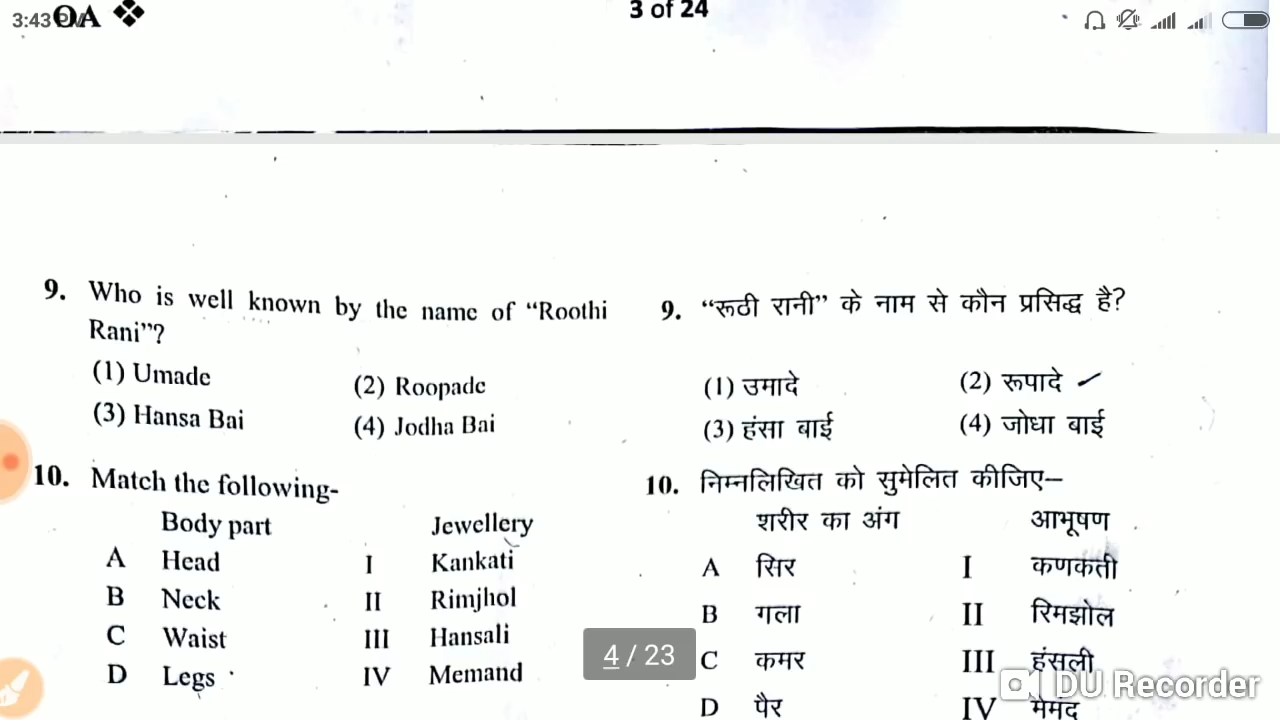 3:43 PM
OA ❖
3 of 24
9. Who is well known by the name of “Roothi
Rani”?
(1) Umade
(2) Roopade
(3) Hansa Bai
(4) Jodha Bai
10. Match the following-
Body part Jewellery
A Head I Kankati
B Neck II Rimjhol
C Waist III Hansali
D Legs IV Memand
9. “रूठी रानी” के नाम से कौन प्रसिद्ध है?
(1) उमादे
(2) रूपादे
(3) हंसा बाई
(4) जोधा बाई
10. निम्नलिखित को सुमेलित कीजिए–
शरीर का अंग आभूषण
A सिर I कणकती
B गला II रिमझोल
C कमर III हंसली
D पैर IV मेमंद
4 / 23
DU Recorder